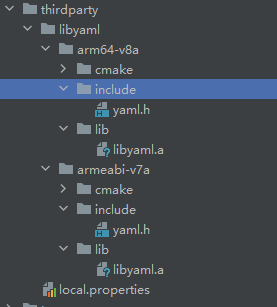 thirdparty
libyaml
arm64-v8a
cmake
include
yaml.h
lib
libyaml.a
armeabi-v7a
cmake
include
yaml.h
lib
libyaml.a
local.properties